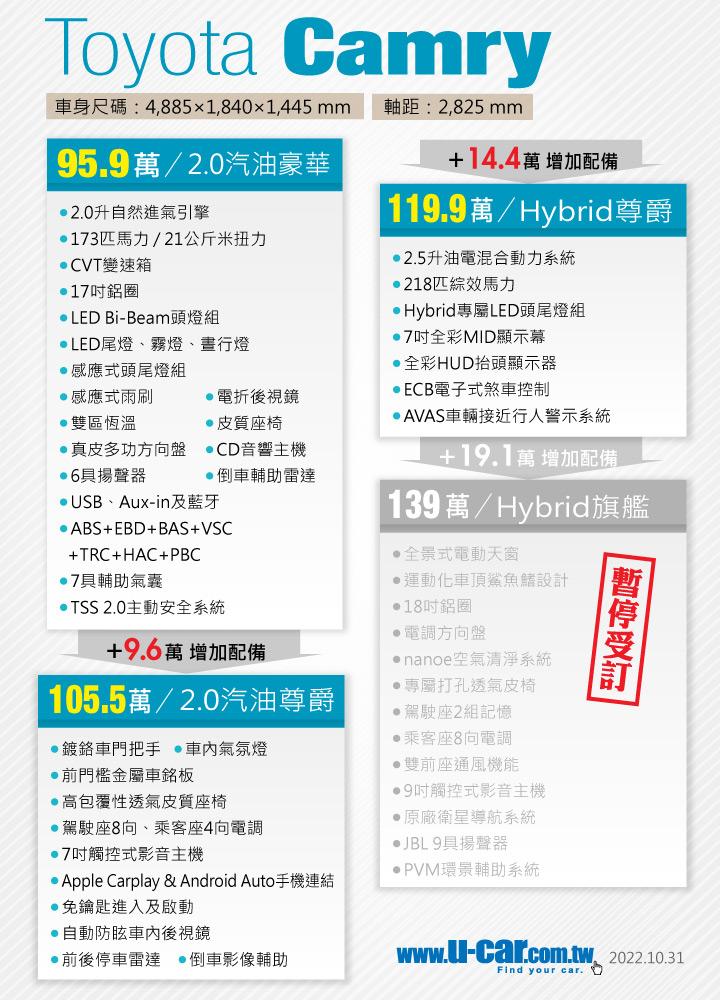 Toyota Camry
車身尺碼：4,885×1,840×1,445 mm
軸距：2,825 mm
95.9萬／2.0汽油豪華
2.0升自然進氣引擎
173匹馬力 / 21公斤米扭力
CVT變速箱
17吋鋁圈
LED Bi-Beam頭燈組
LED尾燈、霧燈、晝行燈
感應式頭尾燈組
感應式雨刷
電折後視鏡
雙區恆溫
皮質座椅
真皮多功方向盤
CD音響主機
6具揚聲器
倒車輔助雷達
USB、Aux-in及藍牙
ABS+EBD+BAS+VSC
+TRC+HAC+PBC
7具輔助氣囊
TSS 2.0主動安全系統
+9.6萬 增加配備
105.5萬／2.0汽油尊爵
鍍鉻車門把手
車內氣氛燈
前門檻金屬車銘板
高包覆性透氣皮質座椅
駕駛座8向、乘客座4向電調
7吋觸控式影音主機
Apple Carplay & Android Auto手機連結
免鑰匙進入及啟動
自動防眩車內後視鏡
前後停車雷達
倒車影像輔助
+14.4萬 增加配備
119.9萬／Hybrid尊爵
2.5升油電混合動力系統
218匹綜效馬力
Hybrid專屬LED頭尾燈組
7吋全彩MID顯示幕
全彩HUD抬頭顯示器
ECB電子式煞車控制
AVAS車輛接近行人警示系統
+19.1萬 增加配備
139萬／Hybrid旗艦
全景式電動天窗
運動化車頂鯊魚鰭設計
18吋鋁圈
電調方向盤
nanoe空氣清淨系統
專屬打孔透氣皮椅
駕駛座2組記憶
乘客座8向電調
雙前座通風機能
9吋觸控式影音主機
原廠衛星導航系統
JBL 9具揚聲器
PVM環景輔助系統
暫停受訂
www.u-car.com.tw
Find your car.
2022.10.31